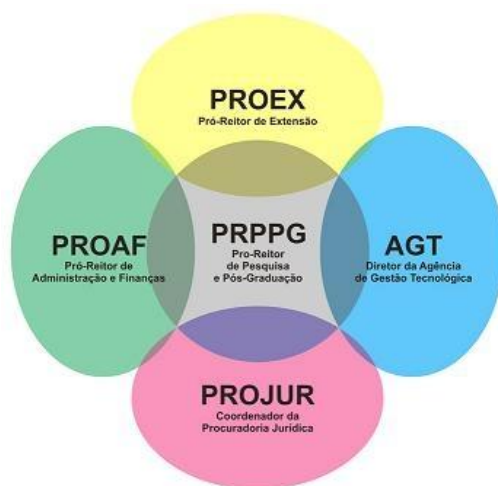 PROEX
Pró-Reitor de Extensão
PROAF
Pró-Reitor de
Administração e Finanças
PRPPG
Pro-Reitor
de Pesquisa
e Pós-Graduação
AGT
Diretor da Agência
de Gestão Tecnológica
PROJUR
Coordenador da
Procuradoria Jurídica